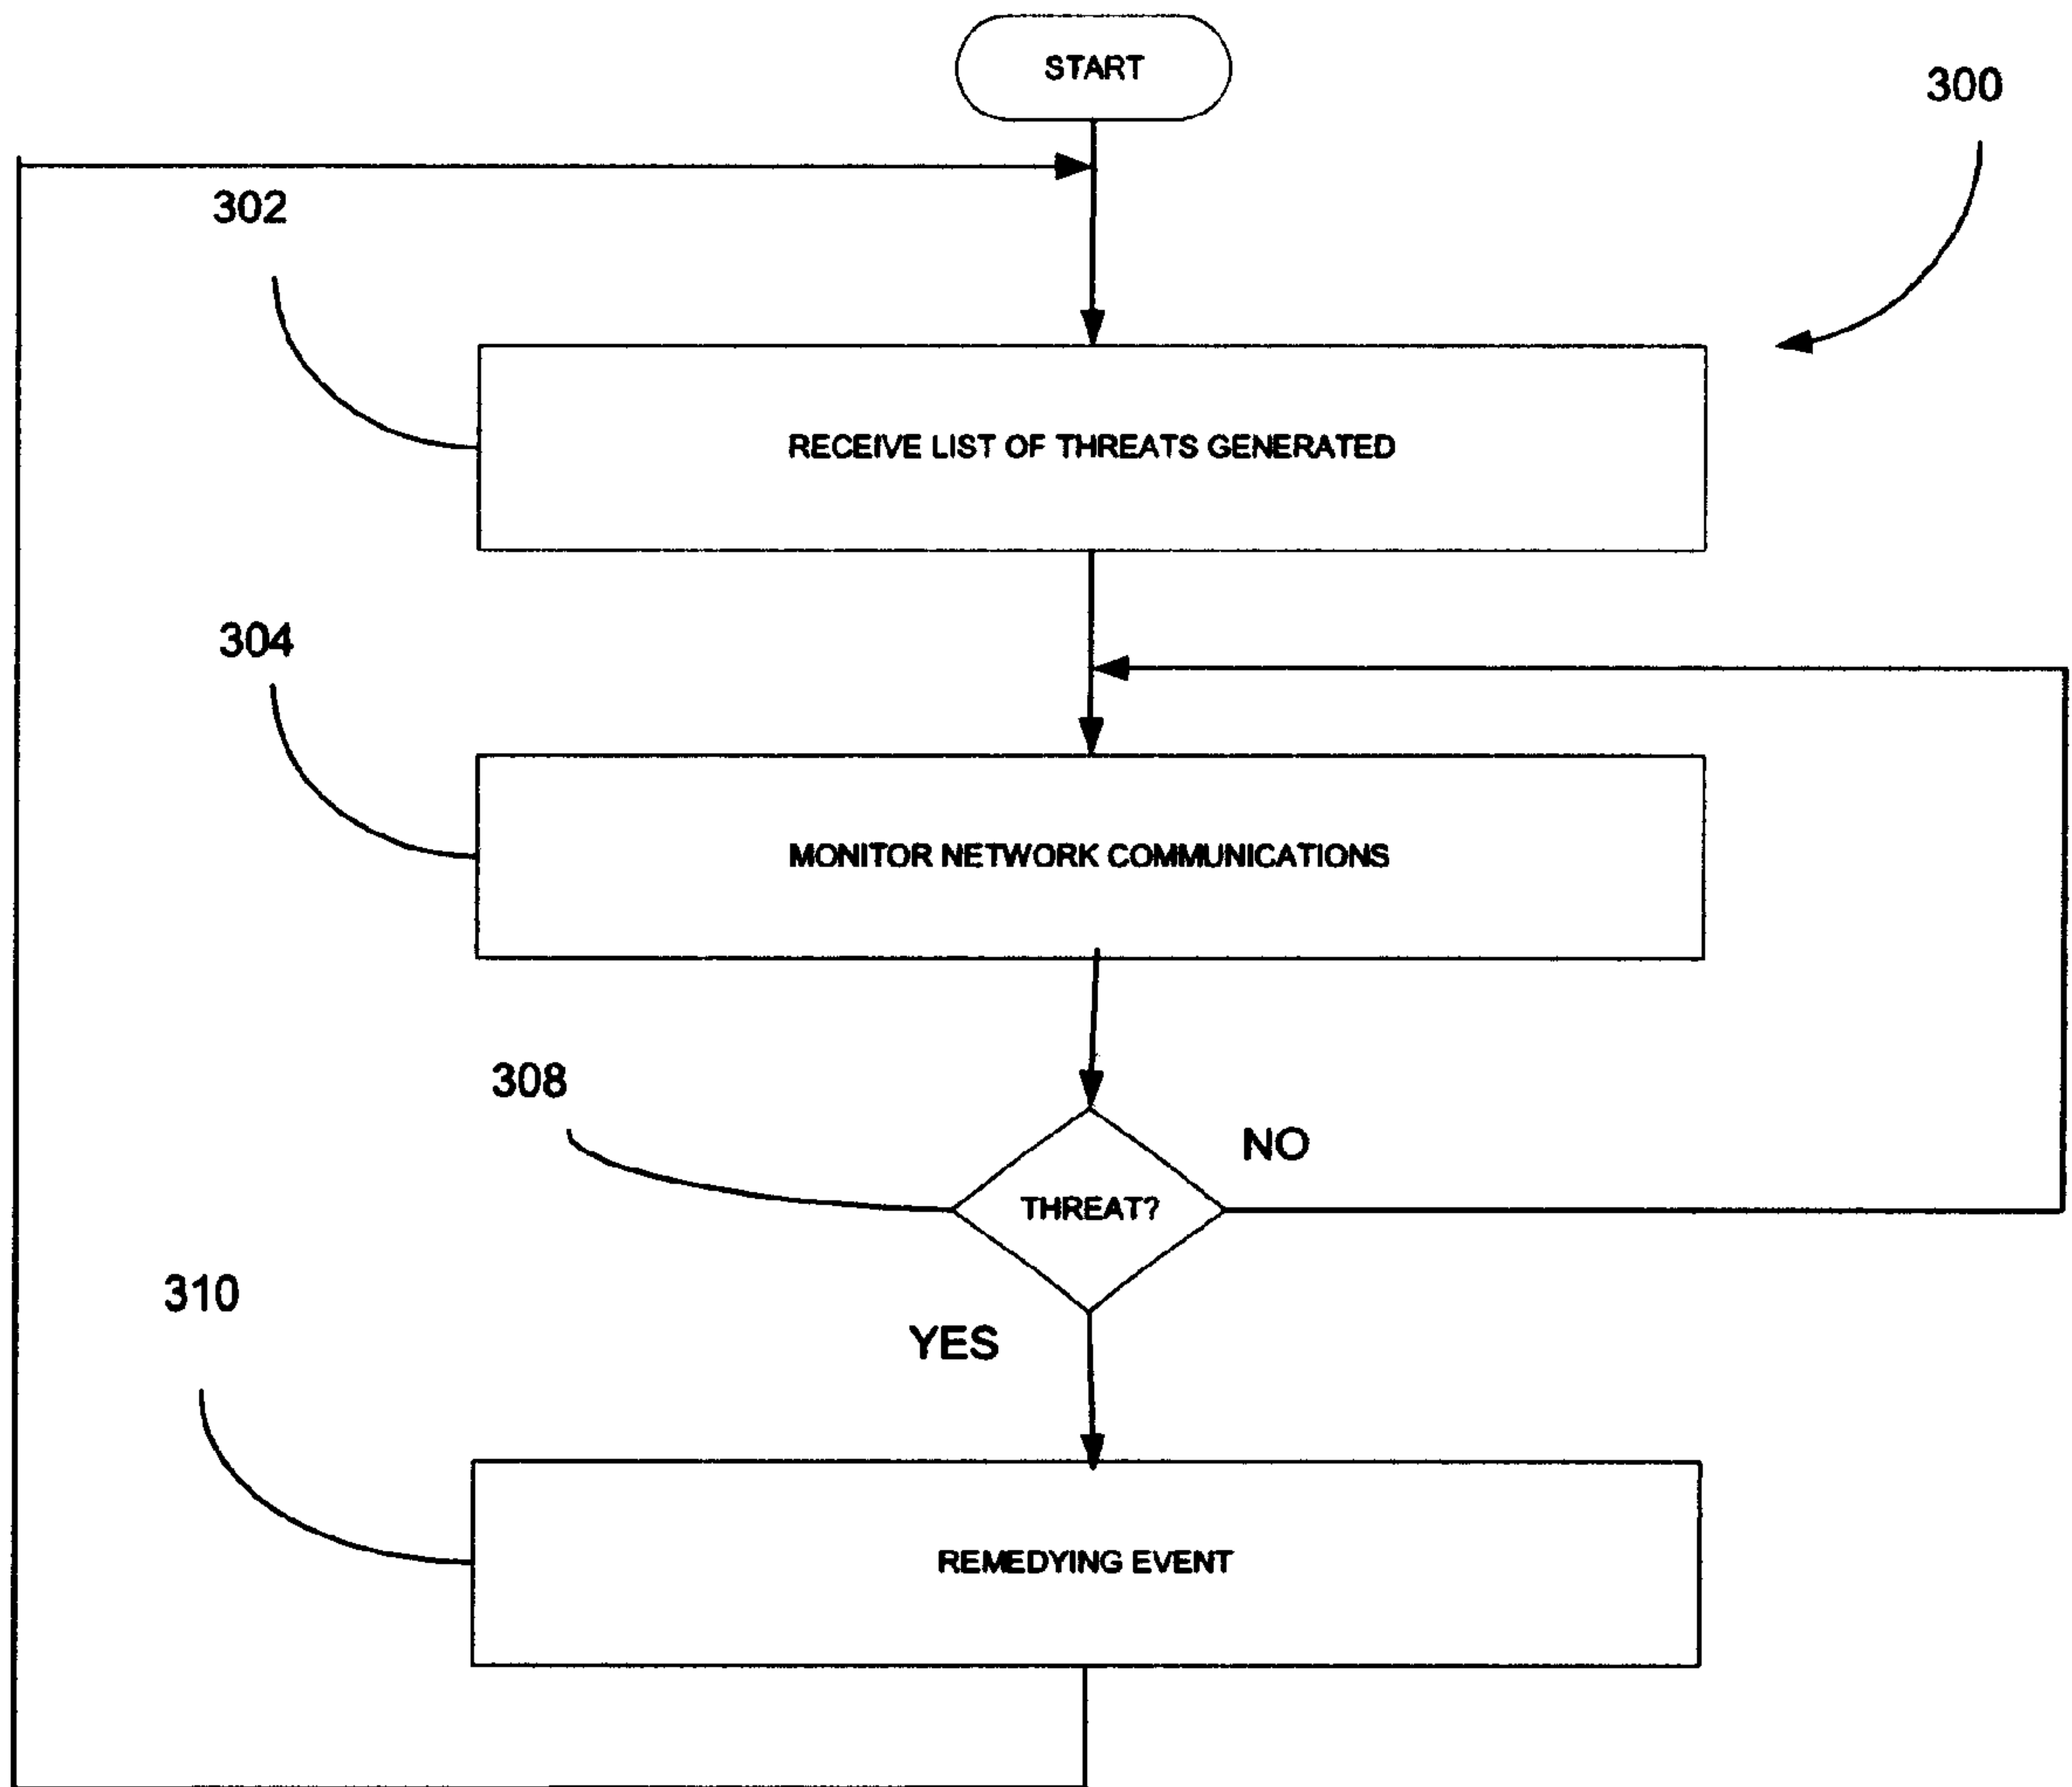 START
300
302
RECEIVE LIST OF THREATS GENERATED
304
MONITOR NETWORK COMMUNICATIONS
308
NO
THREAT?
310
YES
REMEDYING EVENT